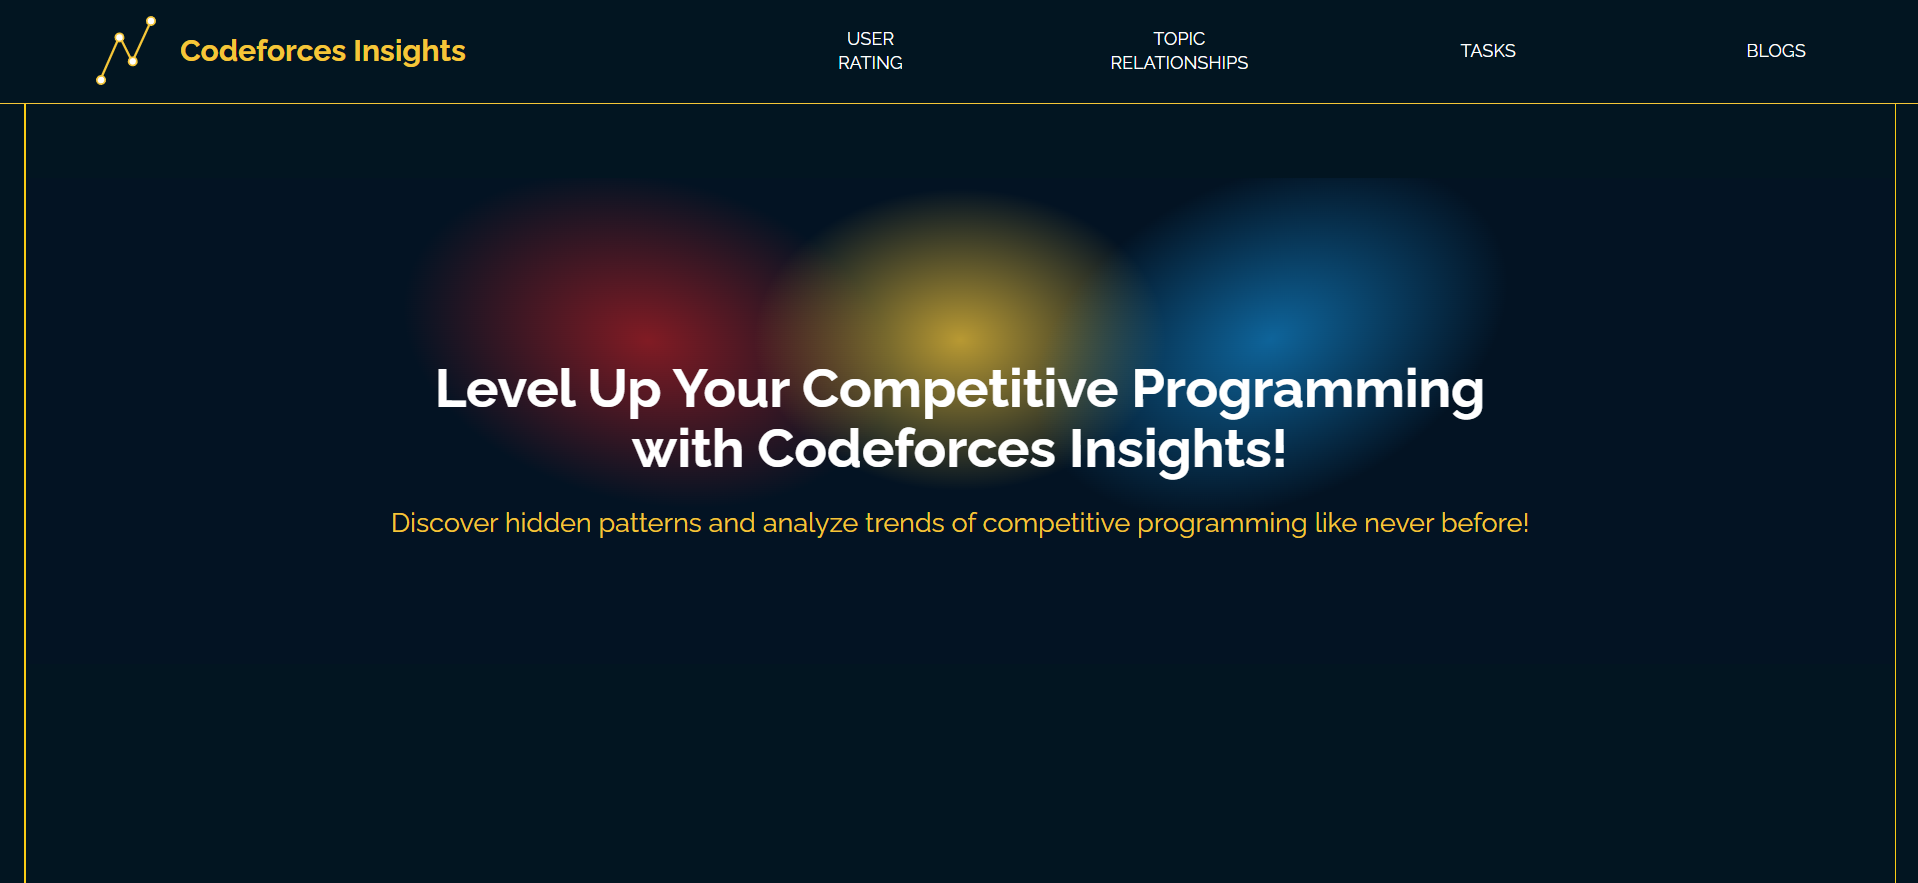 Codeforces Insights
USER
RATING
TOPIC
RELATIONSHIPS
TASKS
BLOGS
Level Up Your Competitive Programming
with Codeforces Insights!
Discover hidden patterns and analyze trends of competitive programming like never before!